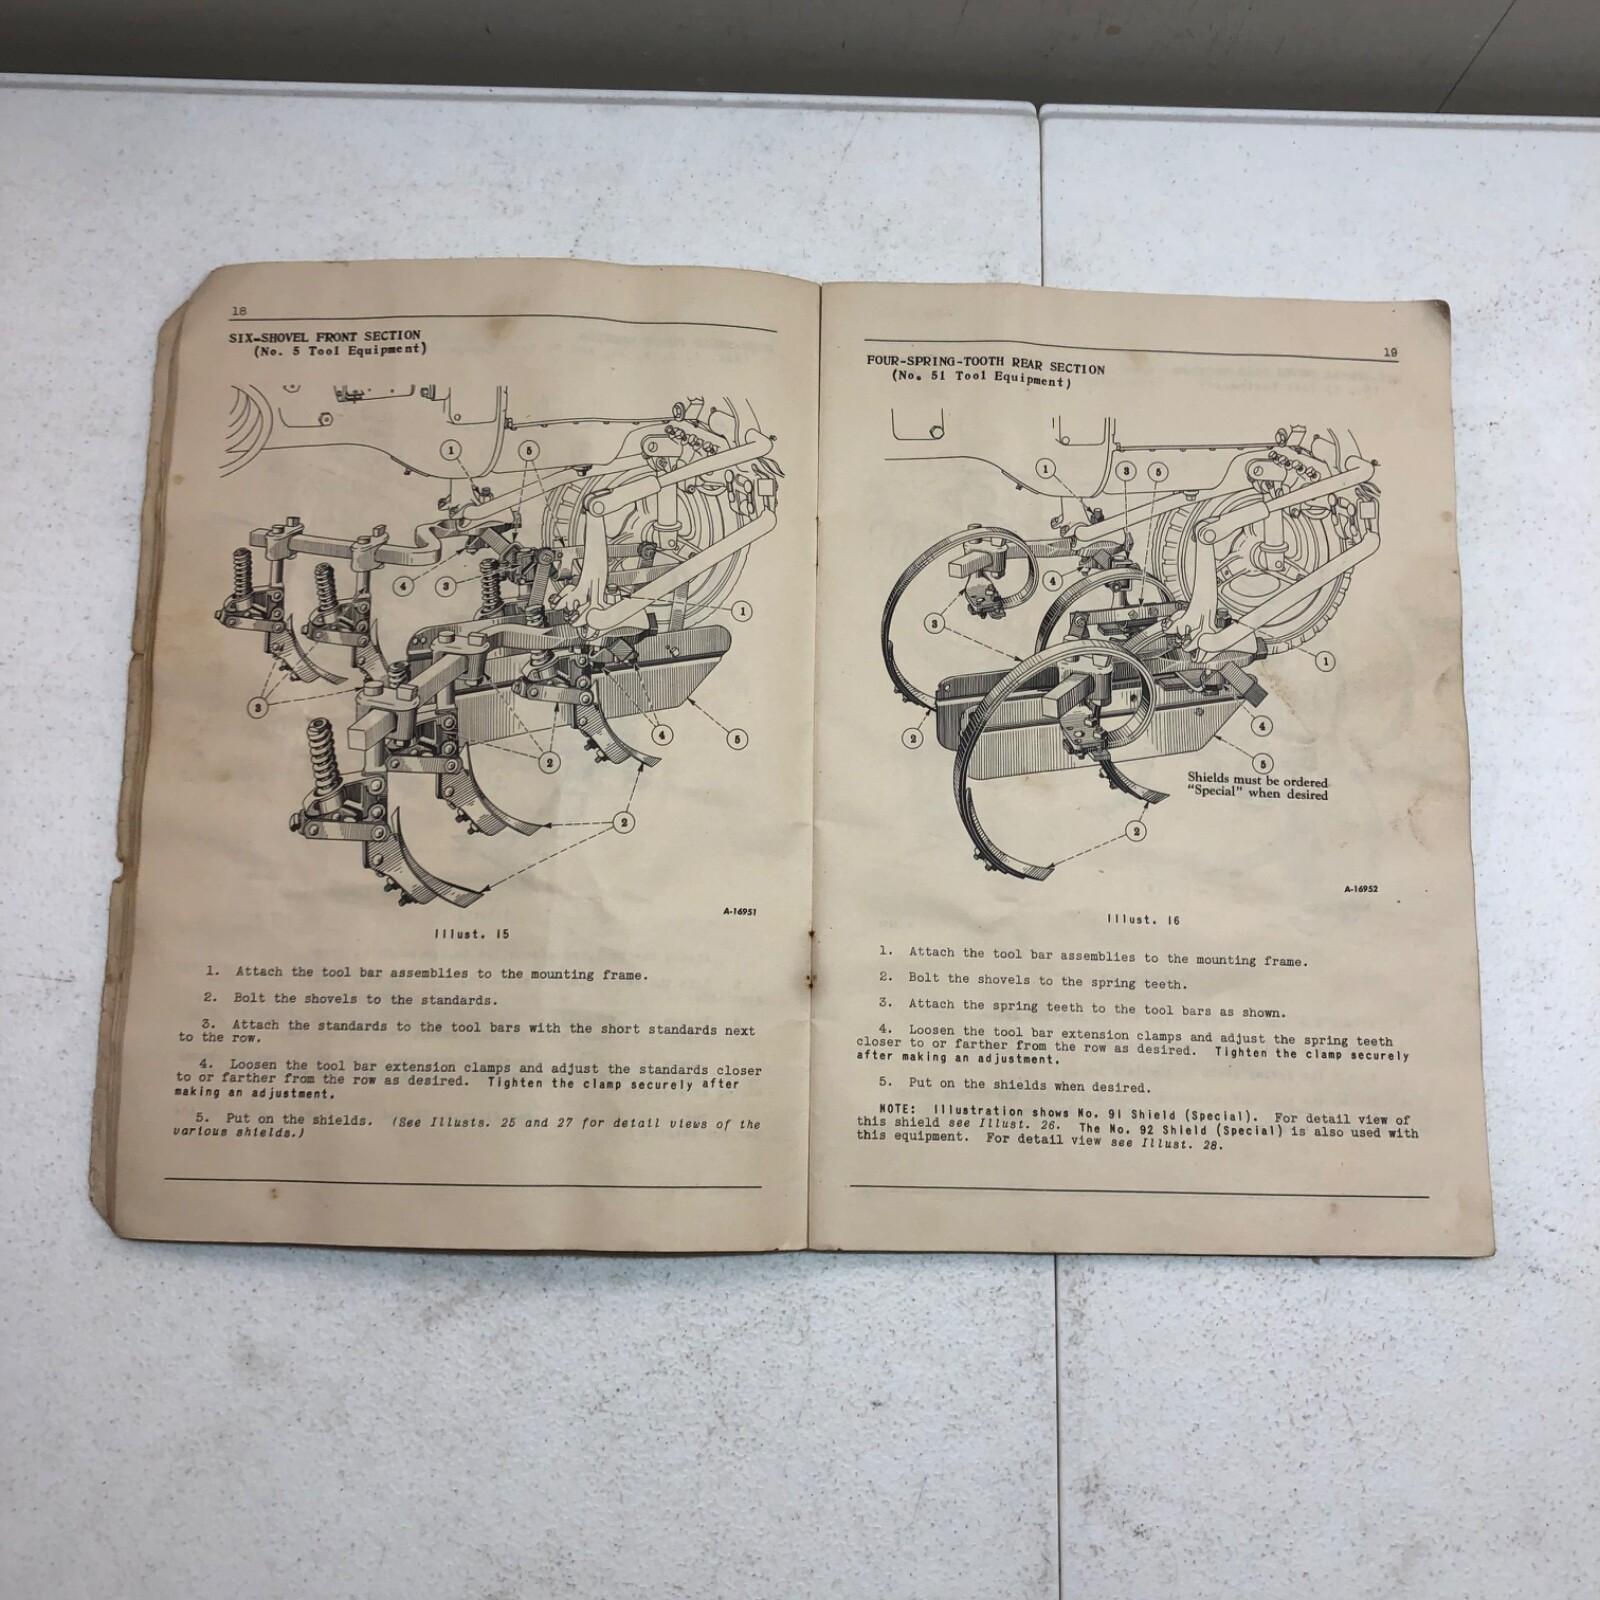 18
SIX-SHOVEL FRONT SECTION
(No. 5 Tool Equipment)
1
5
4
3
1
3
4
5
2
2
A-16951
Illust. 15
1. Attach the tool bar assemblies to the mounting frame.
2. Bolt the shovels to the standards.
3. Attach the standards to the tool bars with the short standards next
to the row.
4. Loosen the tool bar extension clamps and adjust the standards closer
to or farther from the row as desired. Tighten the clamp securely after
making an adjustment.
5. Put on the shields. (See Illusts. 25 and 27 for detail views of the
various shields.)
19
FOUR-SPRING-TOOTH REAR SECTION
(No. 51 Tool Equipment)
1
3
5
4
3
1
2
4
5
Shields must be ordered
"Special" when desired
2
A-16952
Illust. 16
1. Attach the tool bar assemblies to the mounting frame.
2. Bolt the shovels to the spring teeth.
3. Attach the spring teeth to the tool bars as shown.
4. Loosen the tool bar extension clamps and adjust the spring teeth
closer to or farther from the row as desired. Tighten the clamp securely
after making an adjustment.
5. Put on the shields when desired.
NOTE: Illustration shows No. 91 Shield (Special). For detail view of
this shield see Illust. 26. The No. 92 Shield (Special) is also used with
this equipment. For detail view see Illust. 28.